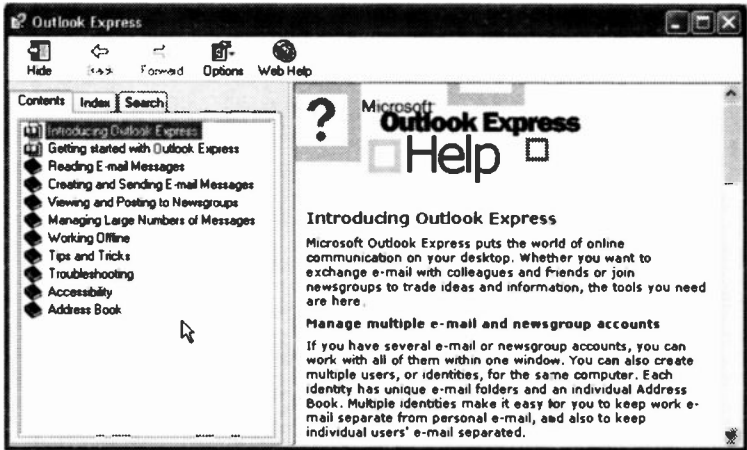 Outlook Express
Hide Back Forward Options Web Help
Contents Index Search
Introducing Outlook Express
Getting started with Outlook Express
Reading E-mail Messages
Creating and Sending E-mail Messages
Viewing and Posting to Newsgroups
Managing Large Numbers of Messages
Working Offline
Tips and Tricks
Troubleshooting
Accessibility
Address Book
?
Microsoft
Outlook Express
Help
Introducing Outlook Express
Microsoft Outlook Express puts the world of online
communication on your desktop. Whether you want to
exchange e-mail with colleagues and friends or join
newsgroups to trade ideas and information, the tools you need
are here.
Manage multiple e-mail and newsgroup accounts
If you have several e-mail or newsgroup accounts, you can
work with all of them within one window. You can also create
multiple users, or identities, for the same computer. Each
identity has unique e-mail folders and an individual Address
Book. Multiple identities make it easy for you to keep work e-
mail separate from personal e-mail, and also to keep
individual users' e-mail separated.